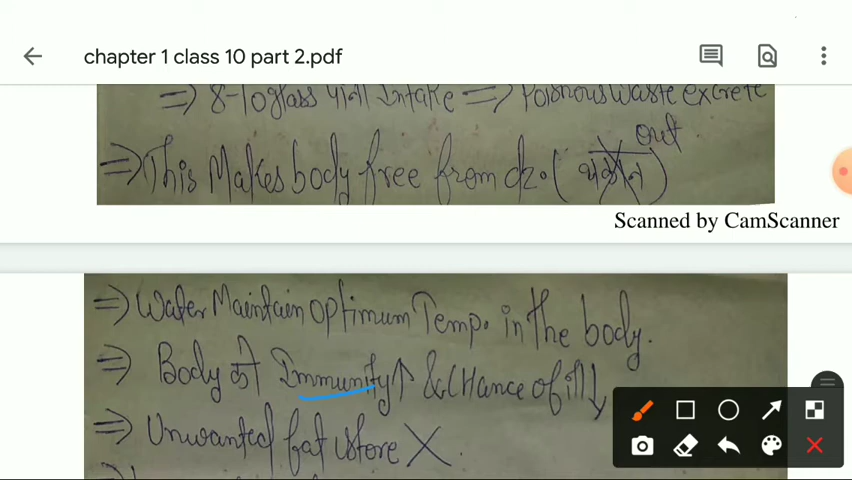 chapter 1 class 10 part 2.pdf
⇒ 8-10 glass पानी Intake ⇒ Poisnous Waste excrete
out
⇒ This Makes body free from dz.
Scanned by CamScanner
⇒ Water Maintain optimum Temp. in the body.
⇒ Body की Immunity ↑ & CHance of ill ↓
⇒ Unwanted fat store X